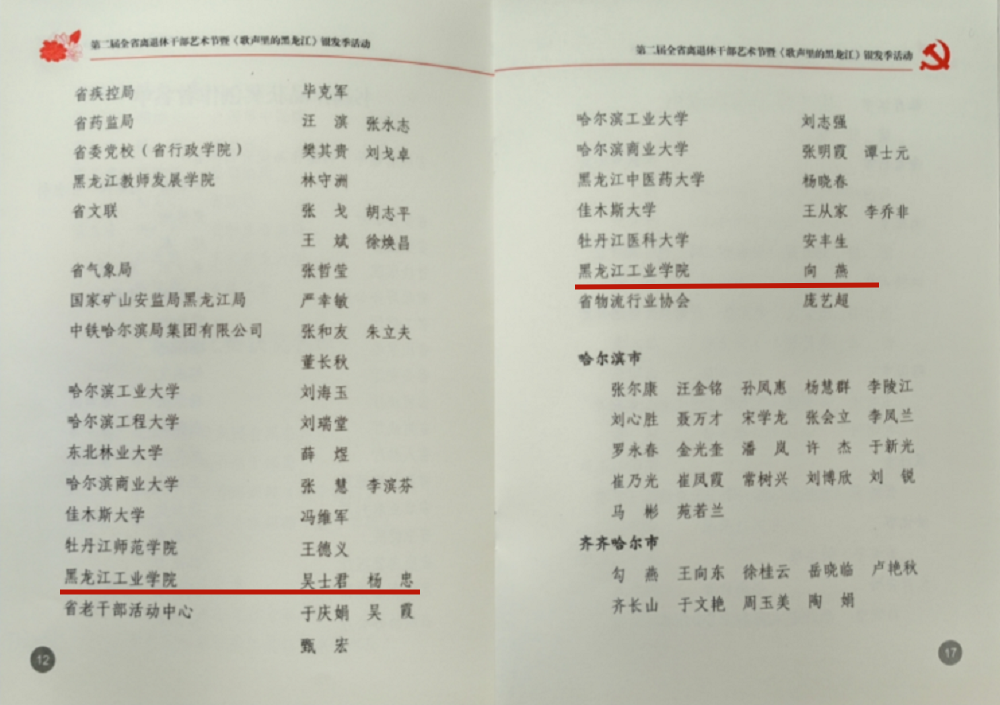 第二届全省离退休干部艺术节暨《歌声里的黑龙江》银发季活动
省疾控局 毕克军
省药监局 汪 滨 张永志
省委党校（省行政学院） 樊其贵 刘戈卓
黑龙江教师发展学院 林守洲
省文联 张 戈 胡志平
王 斌 徐焕昌
省气象局 张哲莹
国家矿山安监局黑龙江局 严幸敏
中铁哈尔滨局集团有限公司 张和友 朱立夫
董长秋
哈尔滨工业大学 刘海玉
哈尔滨工程大学 刘瑞堂
东北林业大学 薛 煜
哈尔滨商业大学 张 慧 李滨芬
佳木斯大学 冯维军
牡丹江师范学院 王德义
黑龙江工业学院 吴士君 杨 忠
省老干部活动中心 于庆娟 吴 霞
甄 宏
12
第二届全省离退休干部艺术节暨《歌声里的黑龙江》银发季活动
哈尔滨工业大学 刘志强
哈尔滨商业大学 张明霞 谭士元
黑龙江中医药大学 杨晓春
佳木斯大学 王从家 李乔非
牡丹江医科大学 安丰生
黑龙江工业学院 向 燕
省物流行业协会 庞艺超
哈尔滨市
张尔康 汪金铭 孙凤惠 杨慧群 李陵江
刘心胜 聂万才 宋学龙 张会立 李凤兰
罗永春 金光奎 潘 岚 许 杰 于新光
崔乃光 崔凤霞 常树兴 刘博欣 刘 锐
马 彬 苑若兰
齐齐哈尔市
勾 燕 王向东 徐桂云 岳晓临 卢艳秋
齐长山 于文艳 周玉美 陶 娟
17